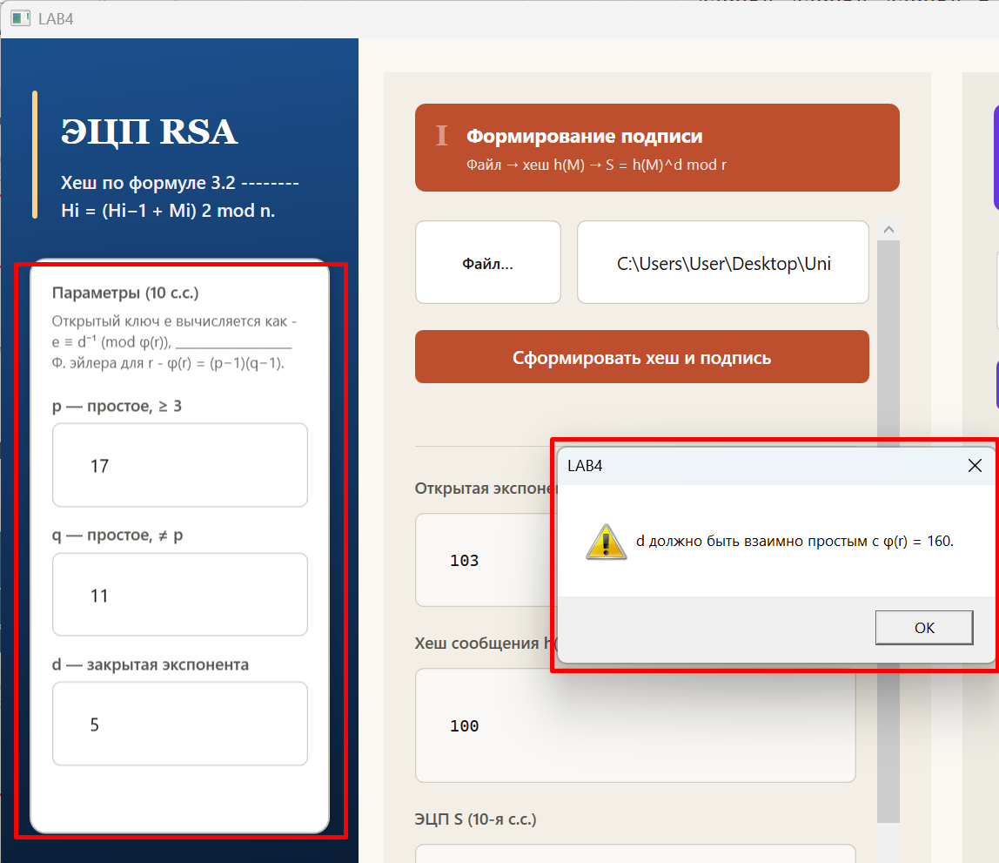 LAB4
ЭЦП RSA
Хеш по формуле 3.2 --------
Hi = (Hi−1 + Mi) 2 mod n.
Параметры (10 с.с.)
Открытый ключ e вычисляется как -
e ≡ d⁻¹ (mod φ(r)), _______________
Ф. эйлера для r - φ(r) = (p−1)(q−1).
p — простое, ≥ 3
17
q — простое, ≠ p
11
d — закрытая экспонента
5
I
Формирование подписи
Файл → хеш h(M) → S = h(M)^d mod r
Файл...
C:\Users\User\Desktop\Uni
Сформировать хеш и подпись
Открытая экспоне
103
Хеш сообщения h(
100
ЭЦП S (10-я с.с.)
LAB4
d должно быть взаимно простым с φ(r) = 160.
OK